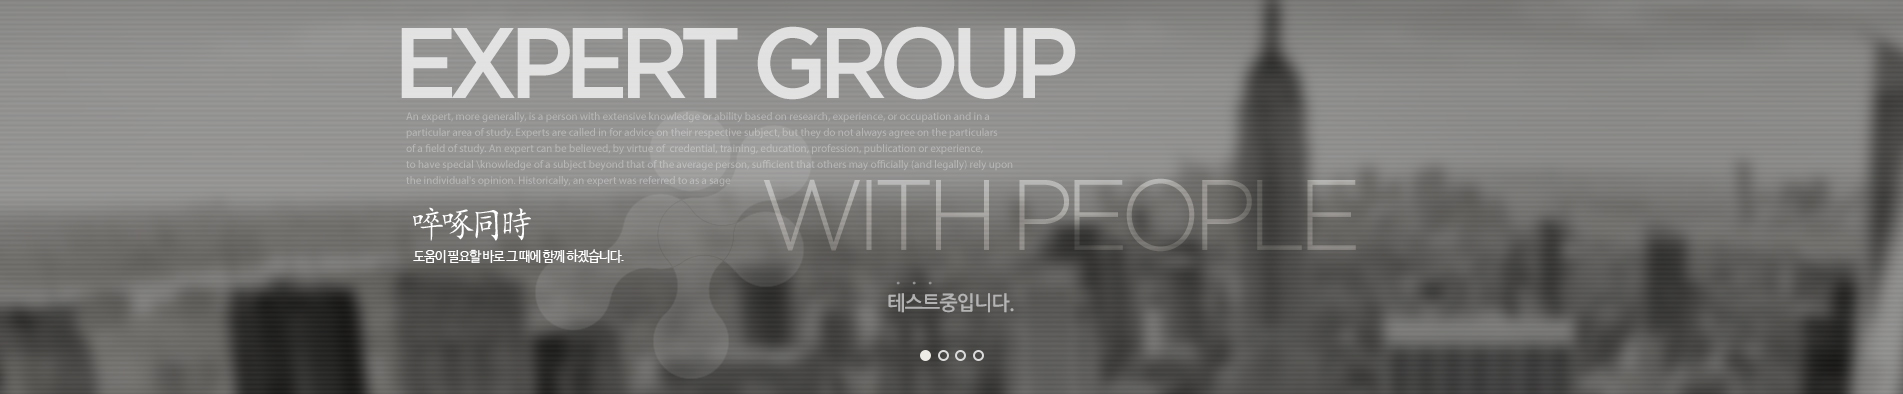 EXPERT GROUP
An expert, more generally, is a person with extensive knowledge or ability based on research, experience, or occupation and in a
particular area of study. Experts are called in for advice on their respective subject, but they do not always agree on the particulars
of a field of study. An expert can be believed, by virtue of credential, training, education, profession, publication or experience,
to have special \knowledge of a subject beyond that of the average person, sufficient that others may officially (and legally) rely upon
the individual's opinion. Historically, an expert was referred to as a sage
WITH PEOPLE
啐啄同時
도움이 필요할 바로 그 때에 함께 하겠습니다.
테스트중입니다.